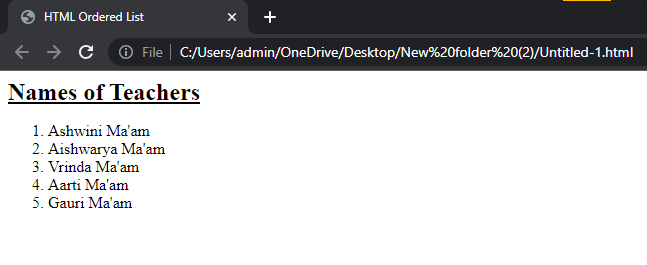 HTML Ordered List
File
C:/Users/admin/OneDrive/Desktop/New%20folder%20(2)/Untitled-1.html
Names of Teachers
1. Ashwini Ma'am
2. Aishwarya Ma'am
3. Vrinda Ma'am
4. Aarti Ma'am
5. Gauri Ma'am